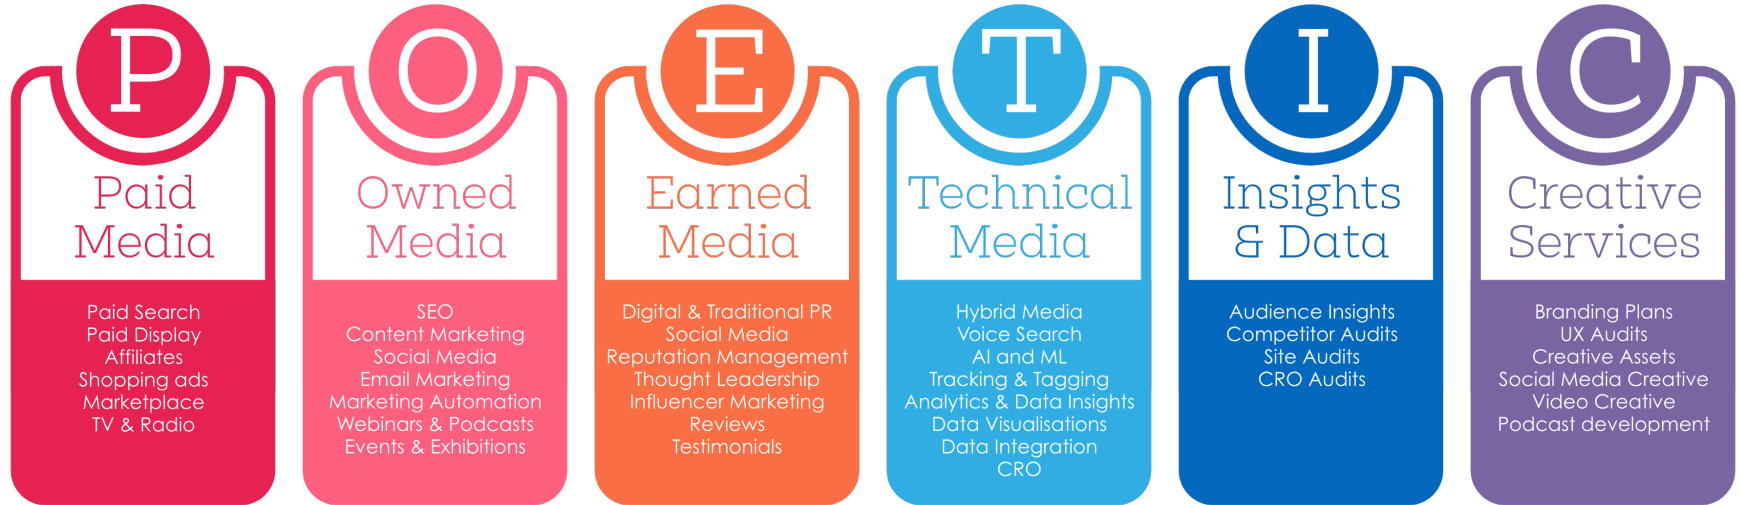 P
Paid
Media
Paid Search
Paid Display
Affiliates
Shopping ads
Marketplace
TV & Radio
O
Owned
Media
SEO
Content Marketing
Social Media
Email Marketing
Marketing Automation
Webinars & Podcasts
Events & Exhibitions
E
Earned
Media
Digital & Traditional PR
Social Media
Reputation Management
Thought Leadership
Influencer Marketing
Reviews
Testimonials
T
Technical
Media
Hybrid Media
Voice Search
AI and ML
Tracking & Tagging
Analytics & Data Insights
Data Visualisations
Data Integration
CRO
I
Insights
& Data
Audience Insights
Competitor Audits
Site Audits
CRO Audits
C
Creative
Services
Branding Plans
UX Audits
Creative Assets
Social Media Creative
Video Creative
Podcast development